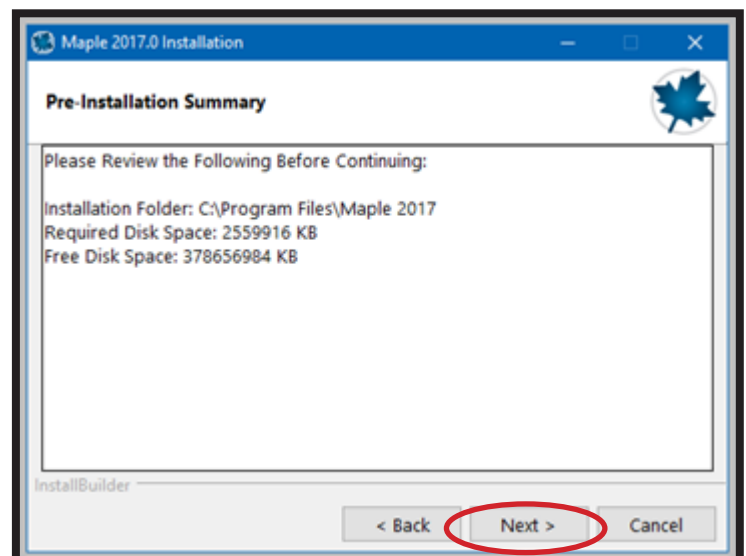 Maple 2017.0 Installation
Pre-Installation Summary
Please Review the Following Before Continuing:
Installation Folder: C:\Program Files\Maple 2017
Required Disk Space: 2559916 KB
Free Disk Space: 378656984 KB
InstallBuilder
< Back Next > Cancel